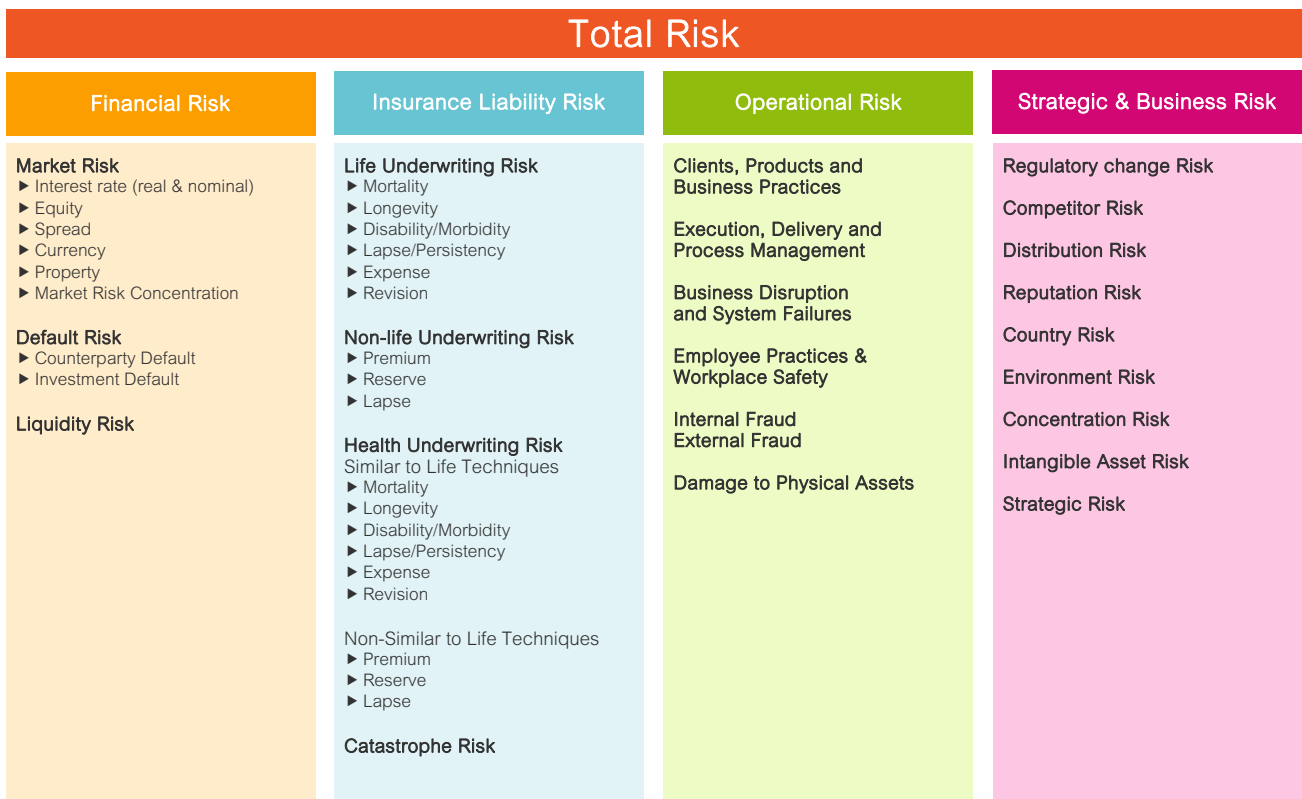 Total Risk
Financial Risk
Market Risk
▶ Interest rate (real & nominal)
▶ Equity
▶ Spread
▶ Currency
▶ Property
▶ Market Risk Concentration
Default Risk
▶ Counterparty Default
▶ Investment Default
Liquidity Risk
Insurance Liability Risk
Life Underwriting Risk
▶ Mortality
▶ Longevity
▶ Disability/Morbidity
▶ Lapse/Persistency
▶ Expense
▶ Revision
Non-life Underwriting Risk
▶ Premium
▶ Reserve
▶ Lapse
Health Underwriting Risk
Similar to Life Techniques
▶ Mortality
▶ Longevity
▶ Disability/Morbidity
▶ Lapse/Persistency
▶ Expense
▶ Revision
Non-Similar to Life Techniques
▶ Premium
▶ Reserve
▶ Lapse
Catastrophe Risk
Operational Risk
Clients, Products and
Business Practices
Execution, Delivery and
Process Management
Business Disruption
and System Failures
Employee Practices &
Workplace Safety
Internal Fraud
External Fraud
Damage to Physical Assets
Strategic & Business Risk
Regulatory change Risk
Competitor Risk
Distribution Risk
Reputation Risk
Country Risk
Environment Risk
Concentration Risk
Intangible Asset Risk
Strategic Risk